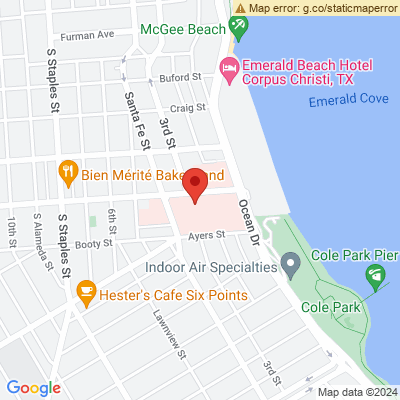 Map error: g.co/staticmaperror
Furman Ave
McGee Beach
Emerald Beach Hotel
Corpus Christi, TX
Buford St
S Staples St
Emerald Cove
Craig St
Santa Fe St
3rd St
Bien Mérité Bake
and
Ocean Dr
10th St
S Alameda St
S Staples St
6th St
Booty St
Ayers St
Indoor Air Specialties
Cole Park Pier
Hester's Cafe Six Points
Cole Park
Lawnview St
3rd St
Google
Map data ©2024